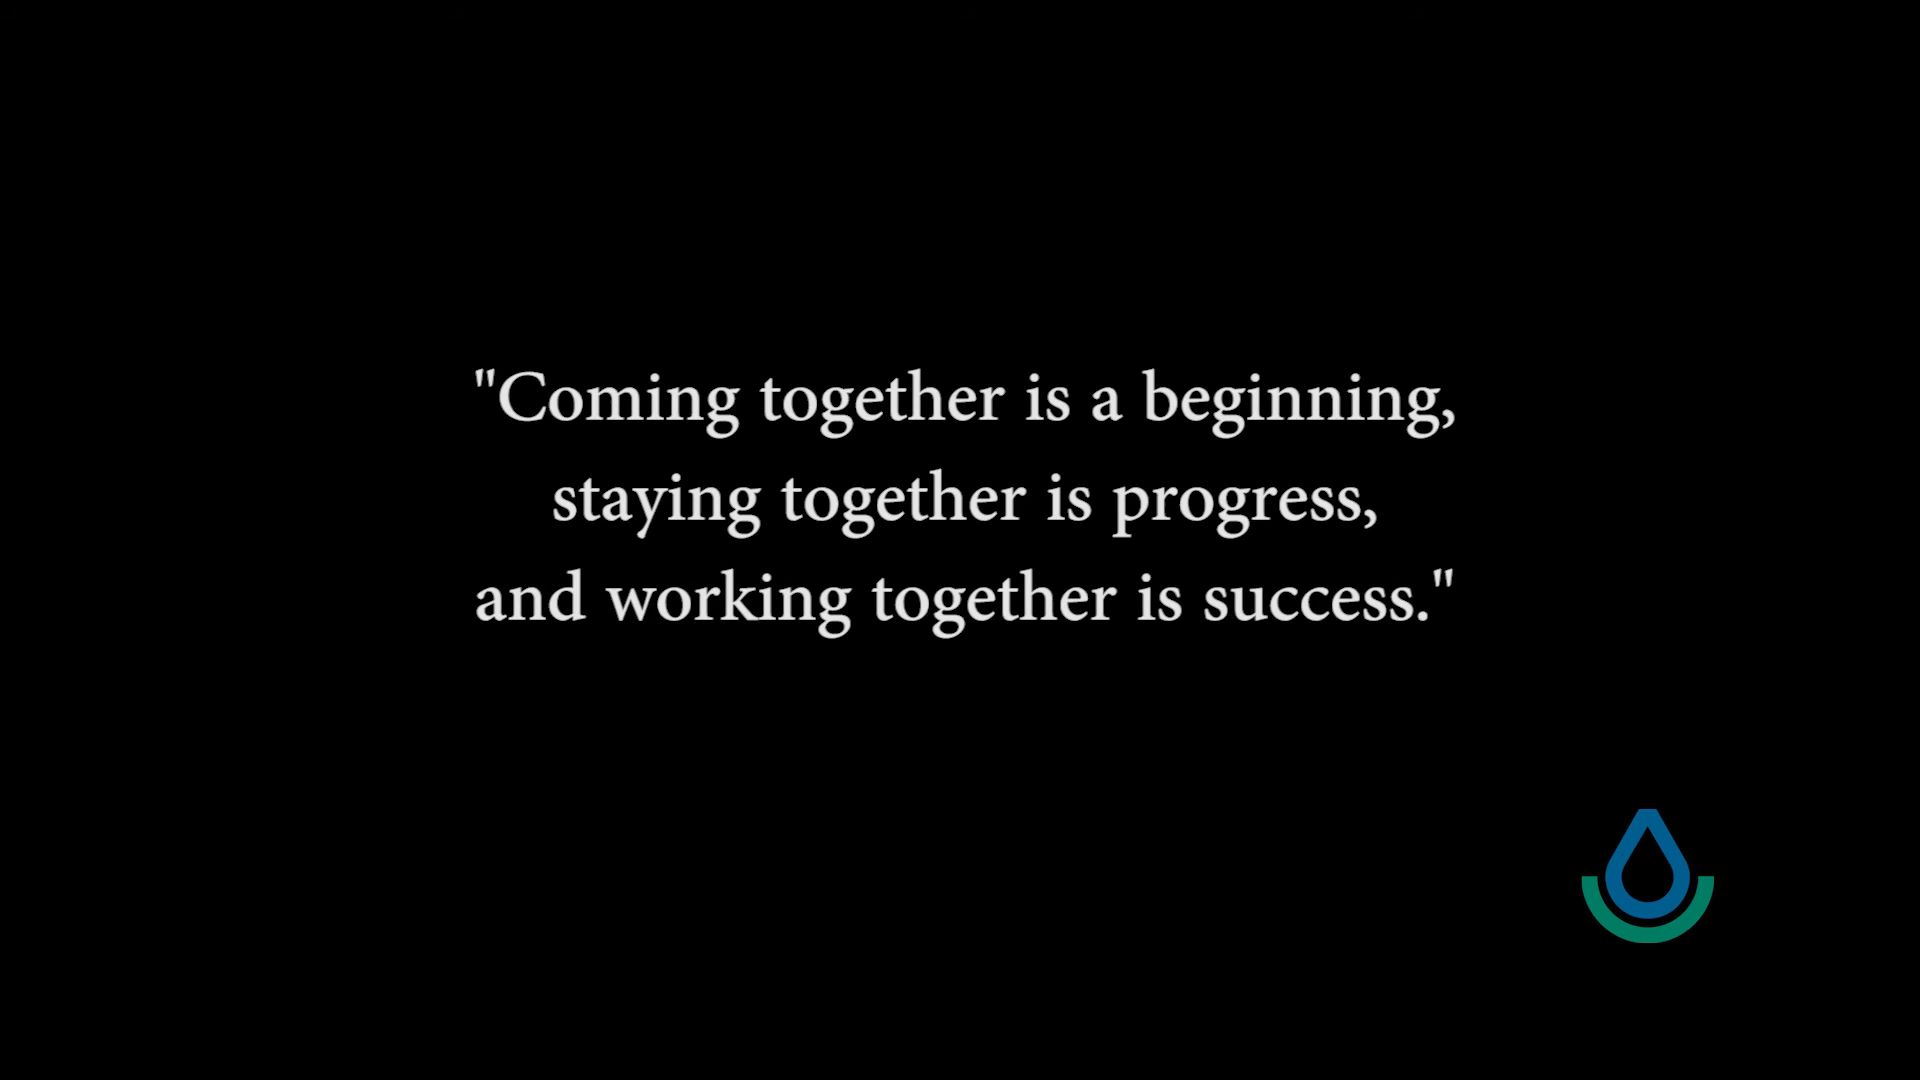 "Coming together is a beginning,
staying together is progress,
and working together is success."